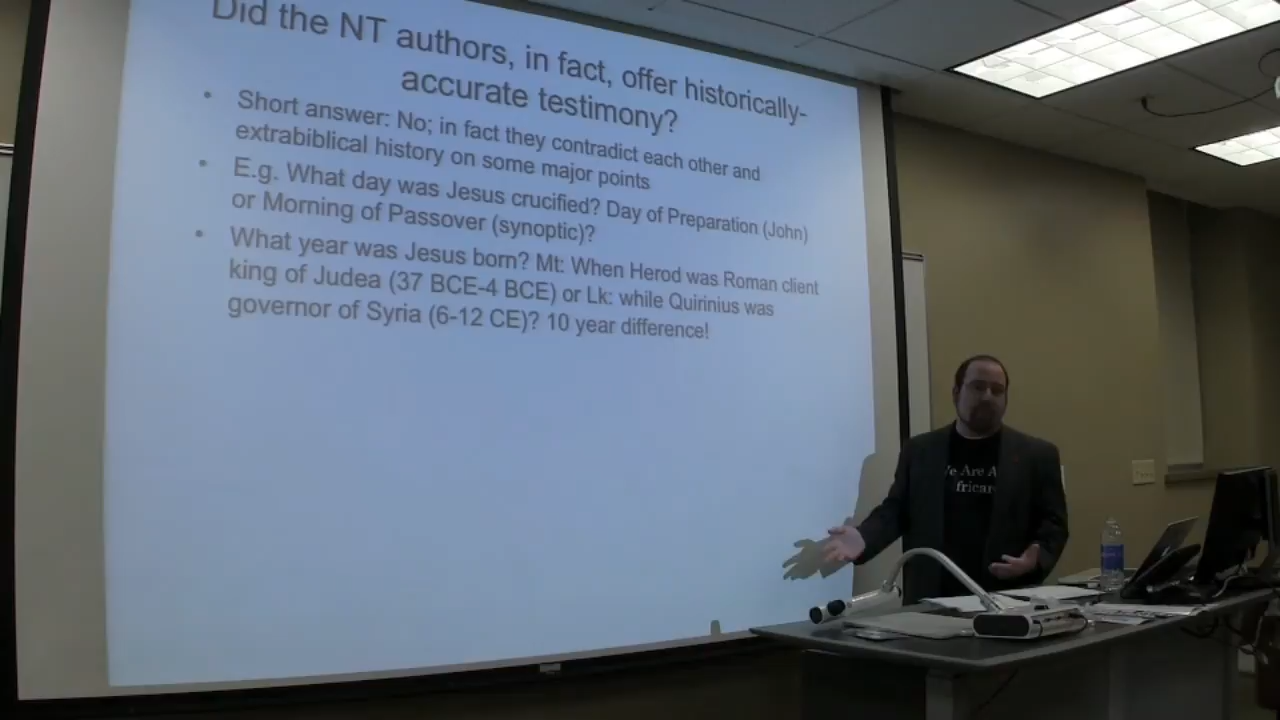 Did the NT authors, in fact, offer historically-
accurate testimony?
• Short answer: No; in fact they contradict each other and
extrabiblical history on some major points
• E.g. What day was Jesus crucified? Day of Preparation (John)
or Morning of Passover (synoptic)?
• What year was Jesus born? Mt: When Herod was Roman client
king of Judea (37 BCE-4 BCE) or Lk: while Quirinius was
governor of Syria (6-12 CE)? 10 year difference!
e Are A
frican